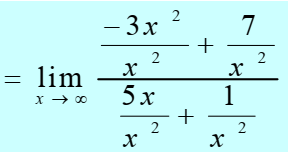 = lim x → ∞ (−3x²/x² + 7/x²) / (5x/x² + 1/x²)